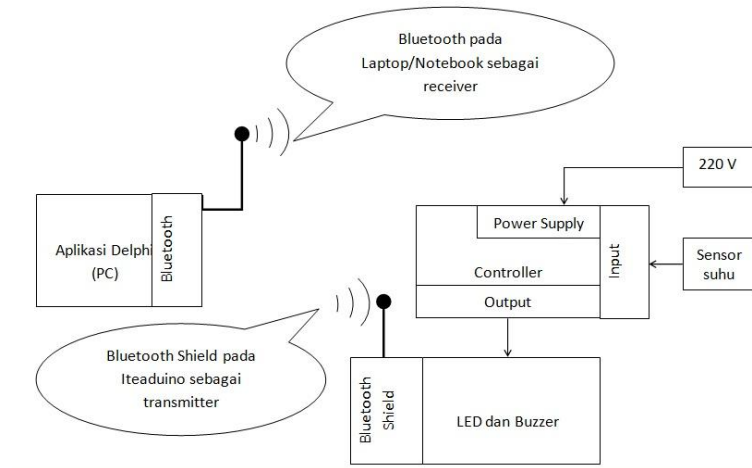 Bluetooth pada
Laptop/Notebook sebagai
receiver
220 V
Power Supply
Aplikasi Delphi
(PC)
Bluetooth
Input
Sensor
suhu
Controller
Output
Bluetooth Shield pada
Iteaduino sebagai
transmitter
Bluetooth
Shield
LED dan Buzzer